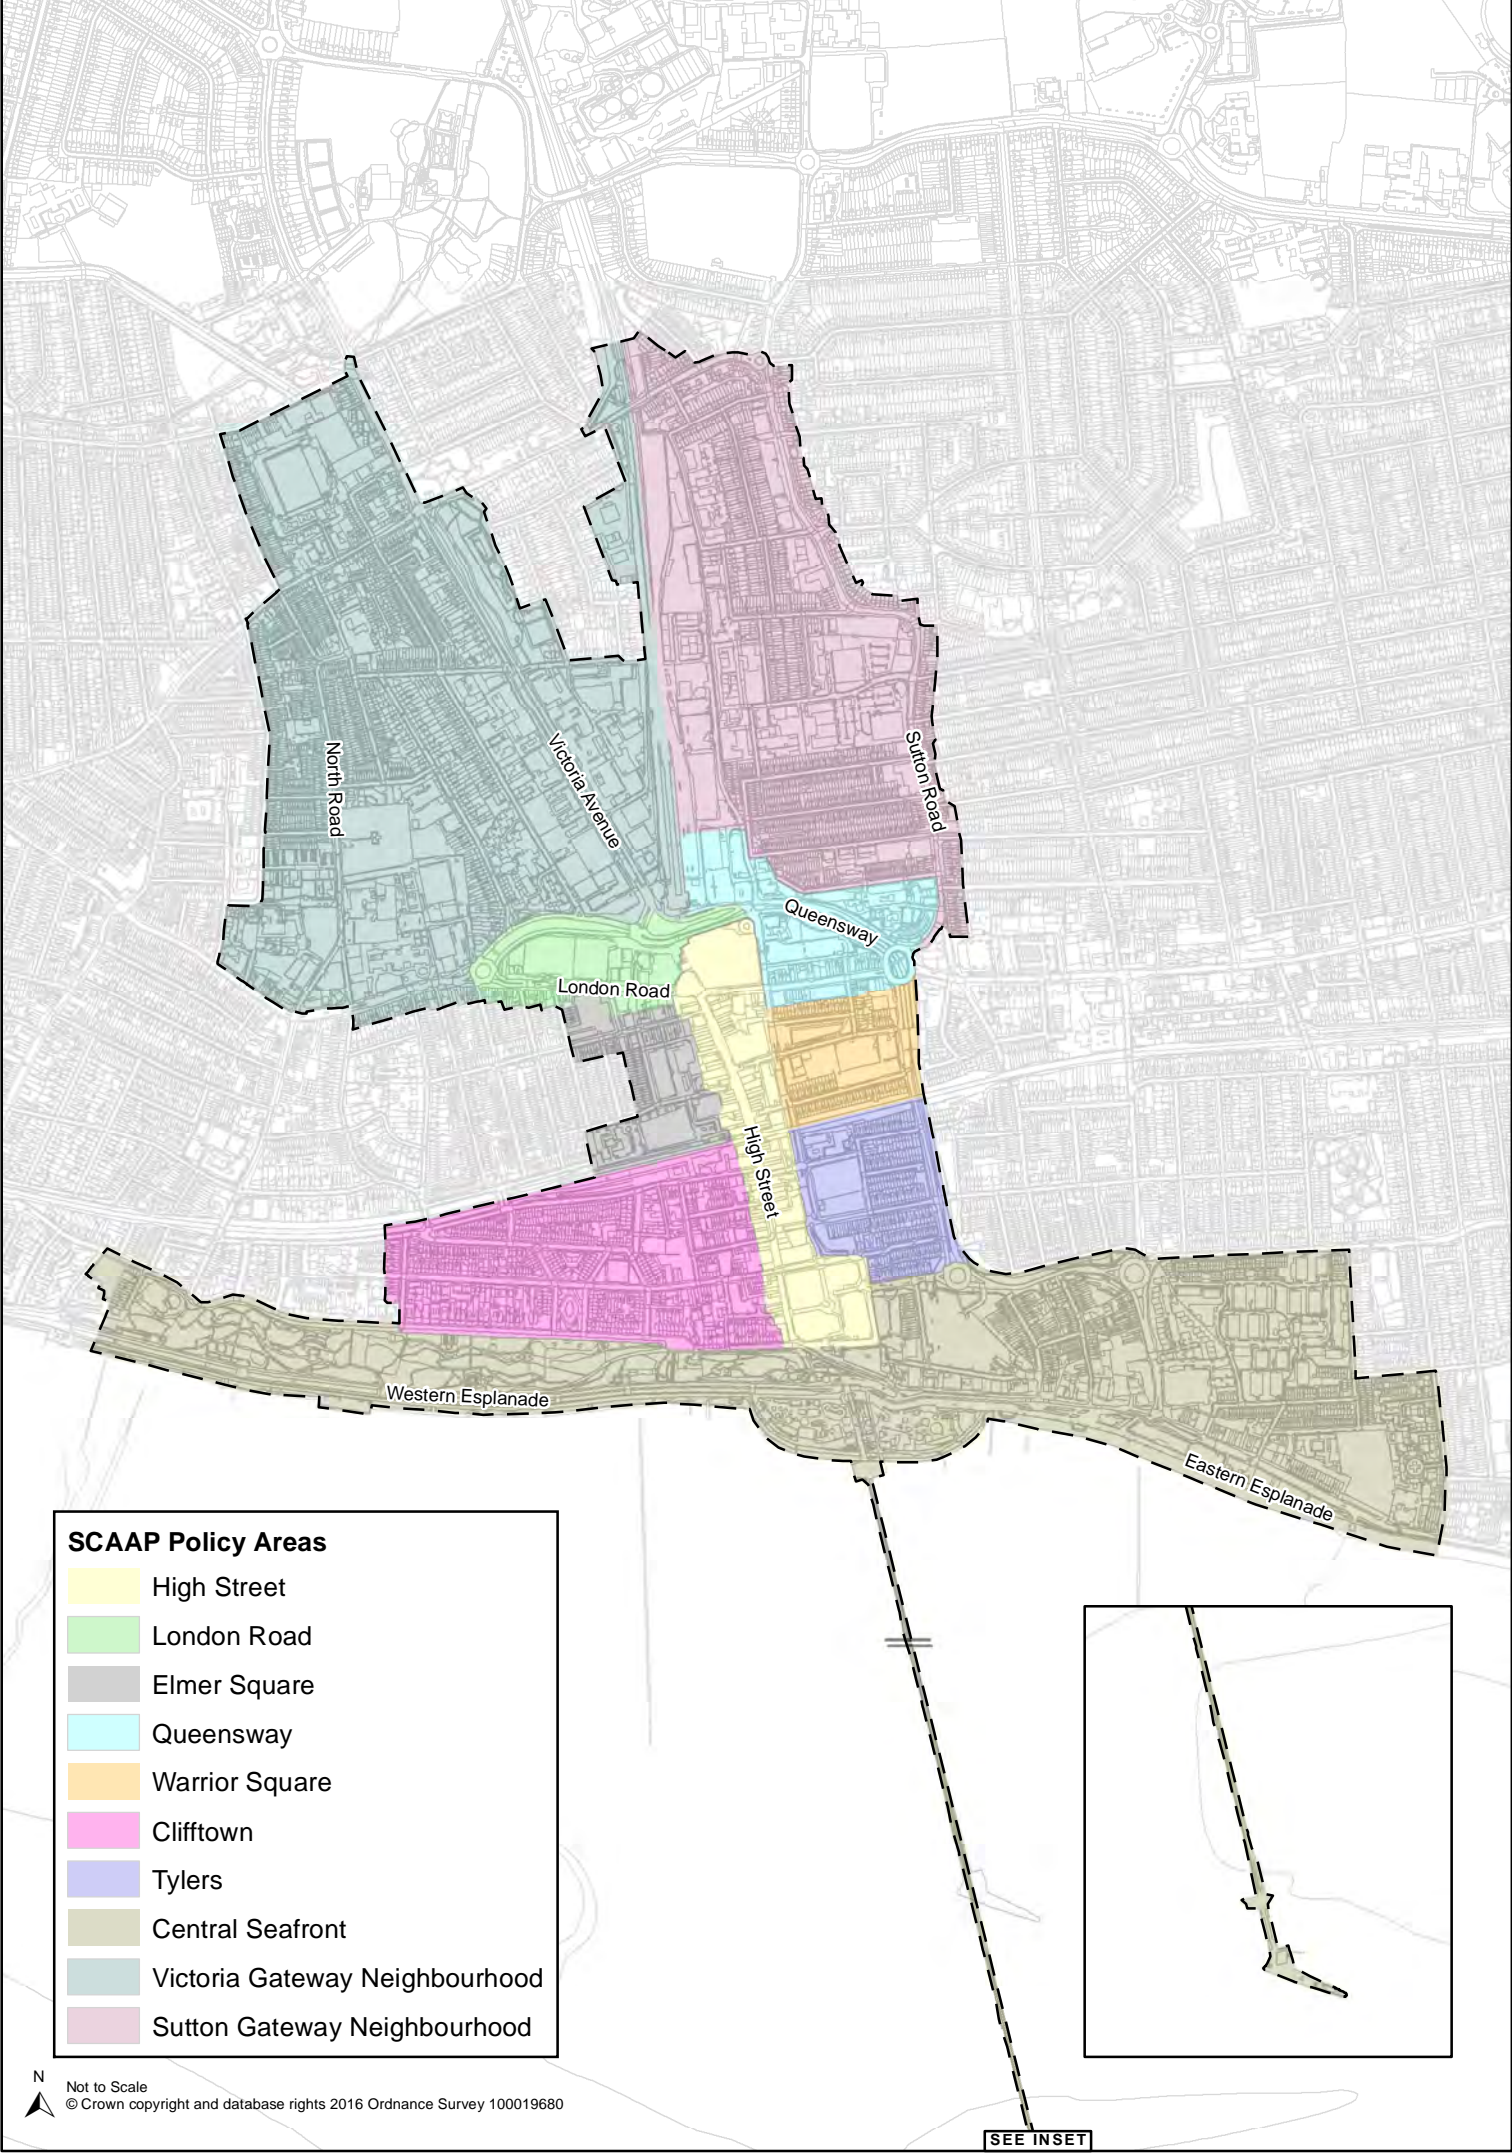 North Road
Victoria Avenue
Sutton Road
Queensway
London Road
High Street
Western Esplanade
Eastern Esplanade
SCAAP Policy Areas
High Street
London Road
Elmer Square
Queensway
Warrior Square
Clifftown
Tylers
Central Seafront
Victoria Gateway Neighbourhood
Sutton Gateway Neighbourhood
N
Not to Scale
© Crown copyright and database rights 2016 Ordnance Survey 100019680
SEE INSET